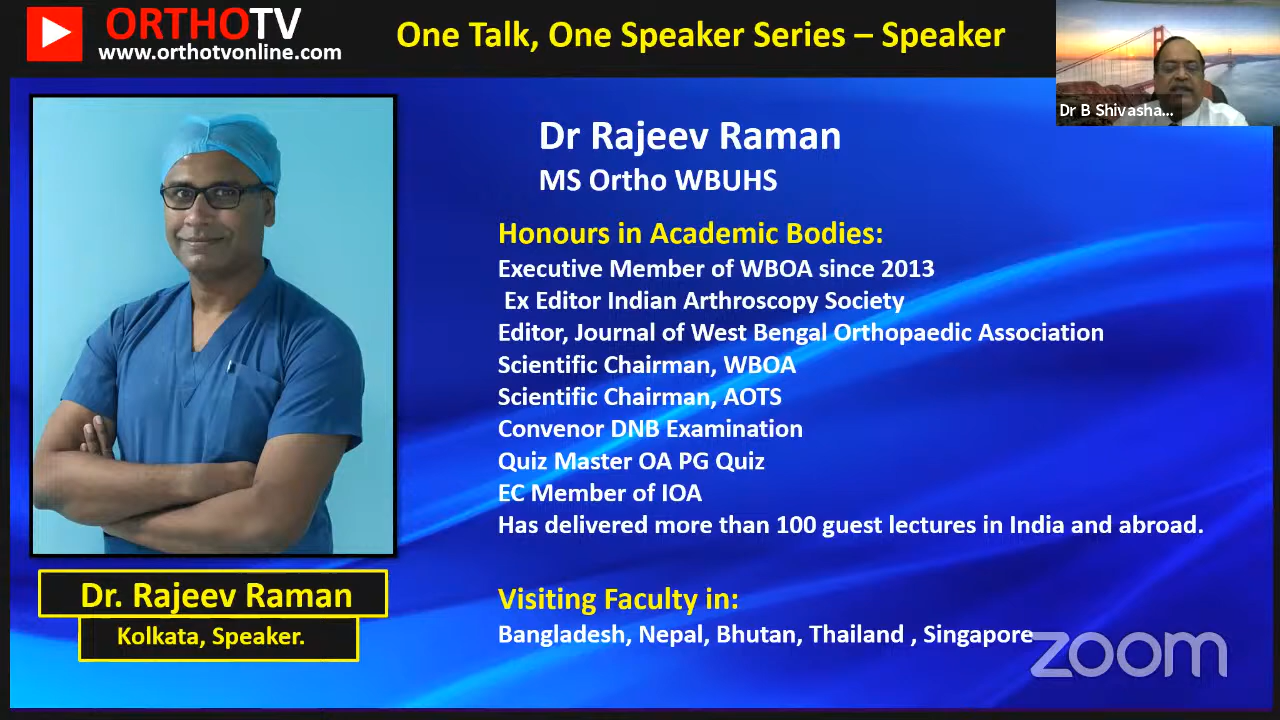 ORTHOTV
www.orthotvonline.com
One Talk, One Speaker Series – Speaker
Dr B Shivasha...
Dr Rajeev Raman
MS Ortho WBUHS
Honours in Academic Bodies:
Executive Member of WBOA since 2013
Ex Editor Indian Arthroscopy Society
Editor, Journal of West Bengal Orthopaedic Association
Scientific Chairman, WBOA
Scientific Chairman, AOTS
Convenor DNB Examination
Quiz Master OA PG Quiz
EC Member of IOA
Has delivered more than 100 guest lectures in India and abroad.
Dr. Rajeev Raman
Kolkata, Speaker.
Visiting Faculty in:
Bangladesh, Nepal, Bhutan, Thailand , Singapore
zoom